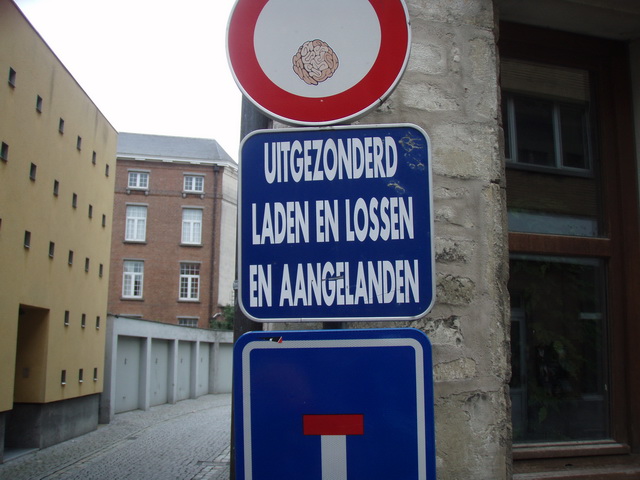 UITGEZONDERD
LADEN EN LOSSEN
EN AANGELANDEN